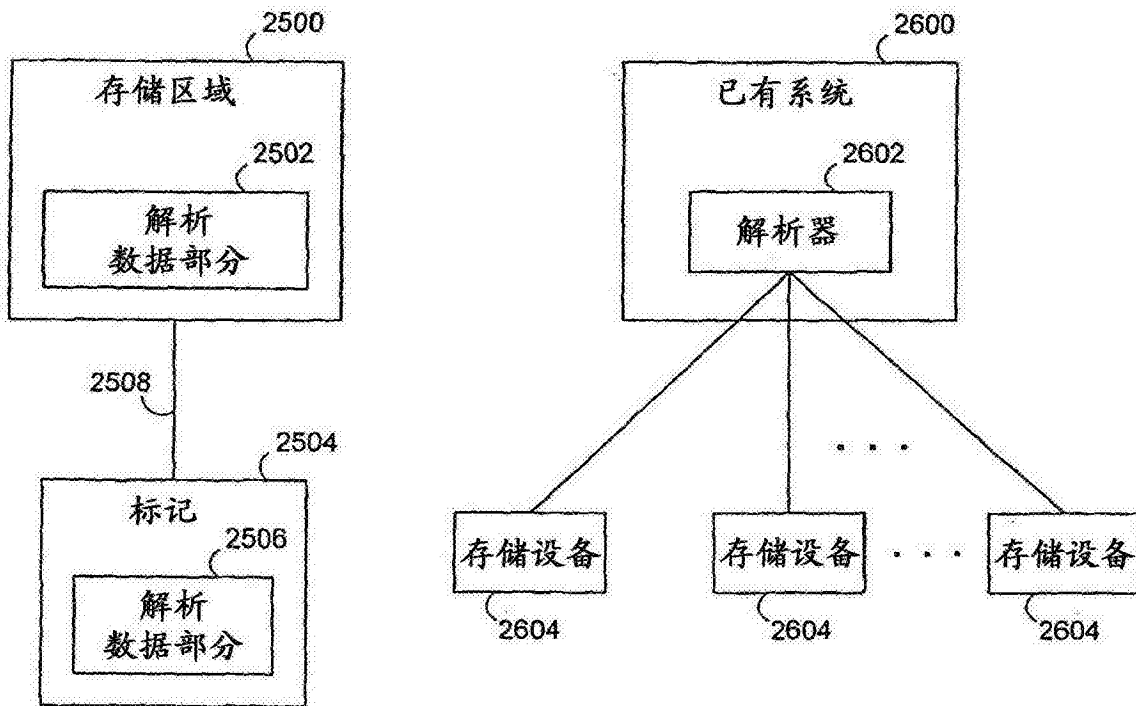 2500
存储区域
2502
解析
数据部分
2508
2504
标记
2506
解析
数据部分
2600
已有系统
2602
解析器
存储设备
存储设备
存储设备
2604
2604
2604